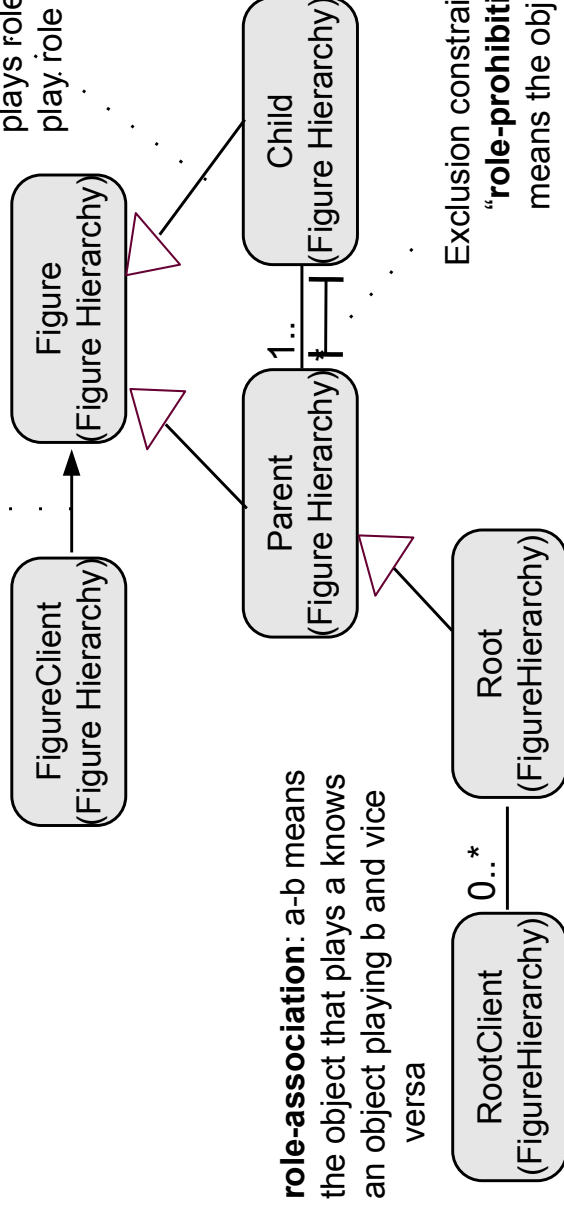 plays role
play role
Figure
(Figure Hierarchy)
FigureClient
(Figure Hierarchy)
Child
(Figure Hierarchy)
Parent
(Figure Hierarchy)
1..
*
Exclusion constrai
“role-prohibiti
means the obj
role-association: a-b means
the object that plays a knows
an object playing b and vice
versa
Root
(FigureHierarchy)
0..*
RootClient
(FigureHierarchy)